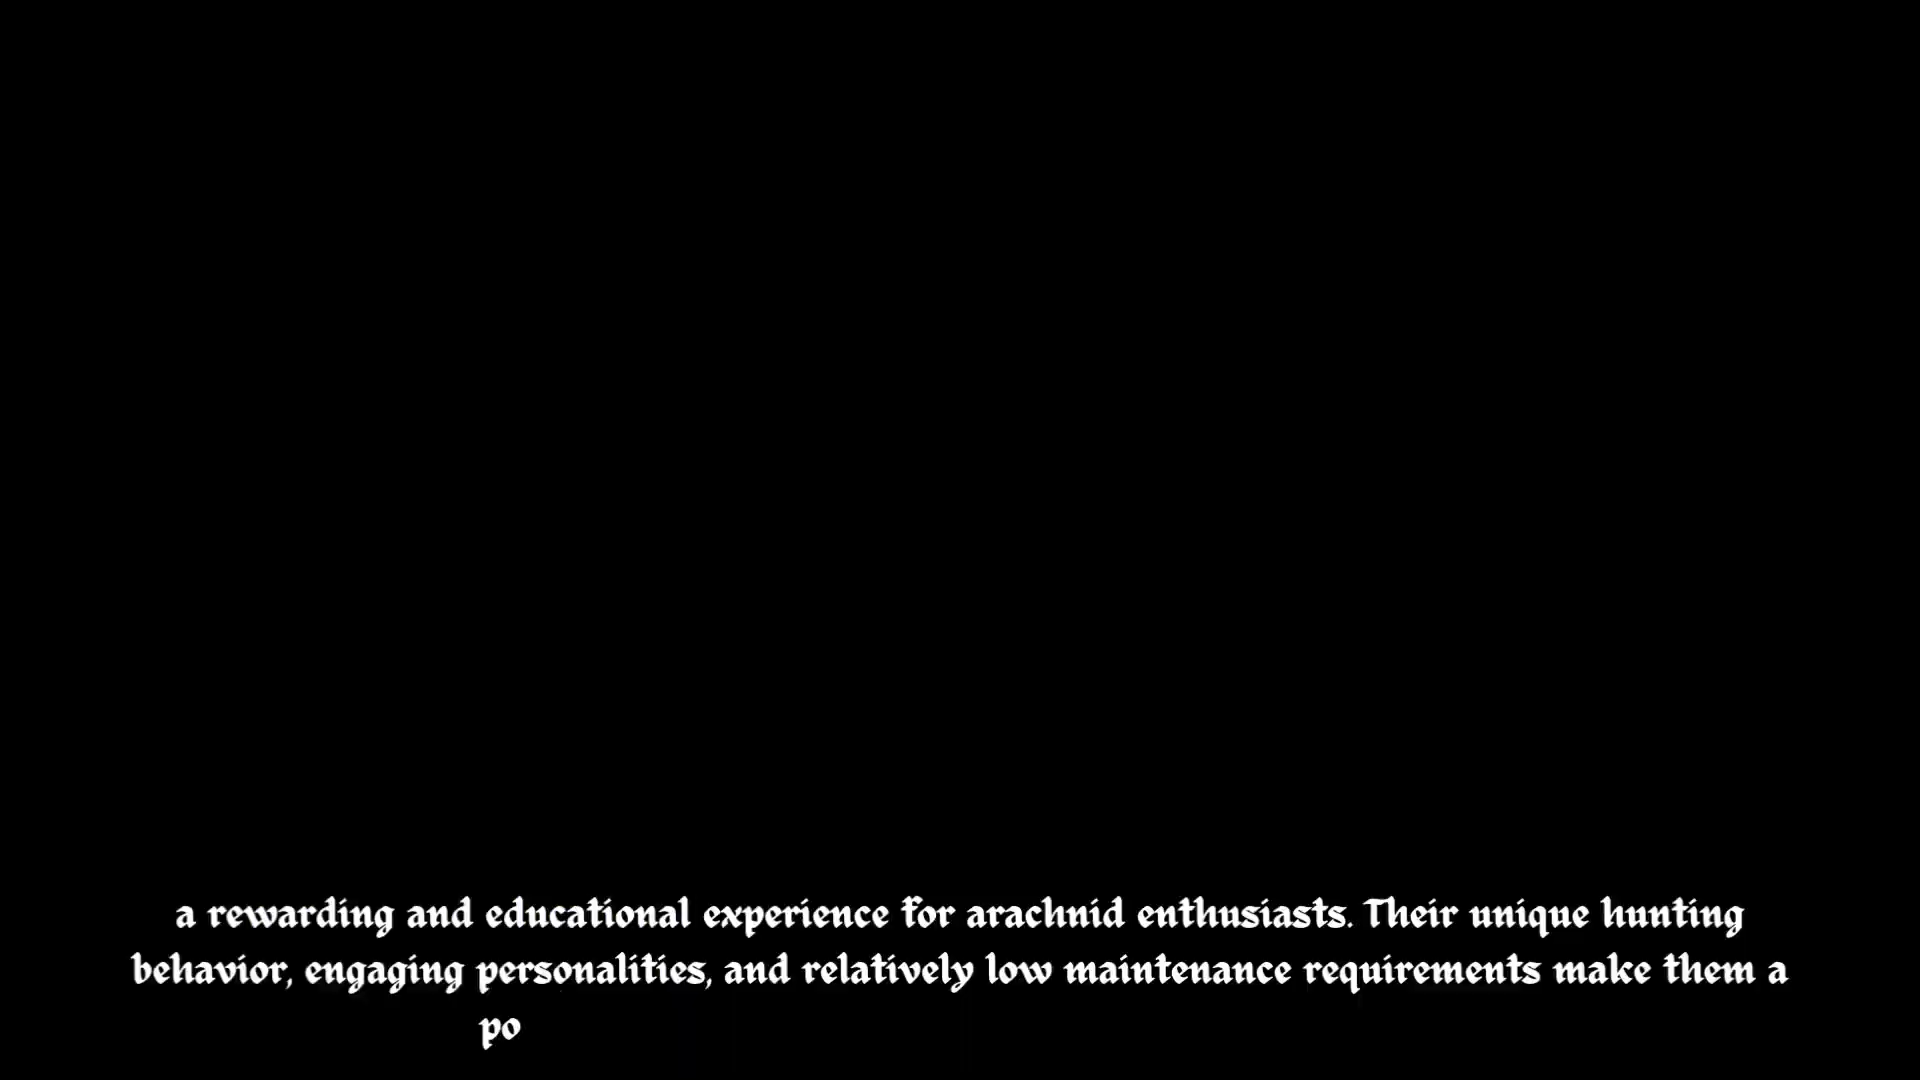 a rewarding and educational experience for arachnid enthusiasts. Their unique hunting
behavior, engaging personalities, and relatively low maintenance requirements make them a
po